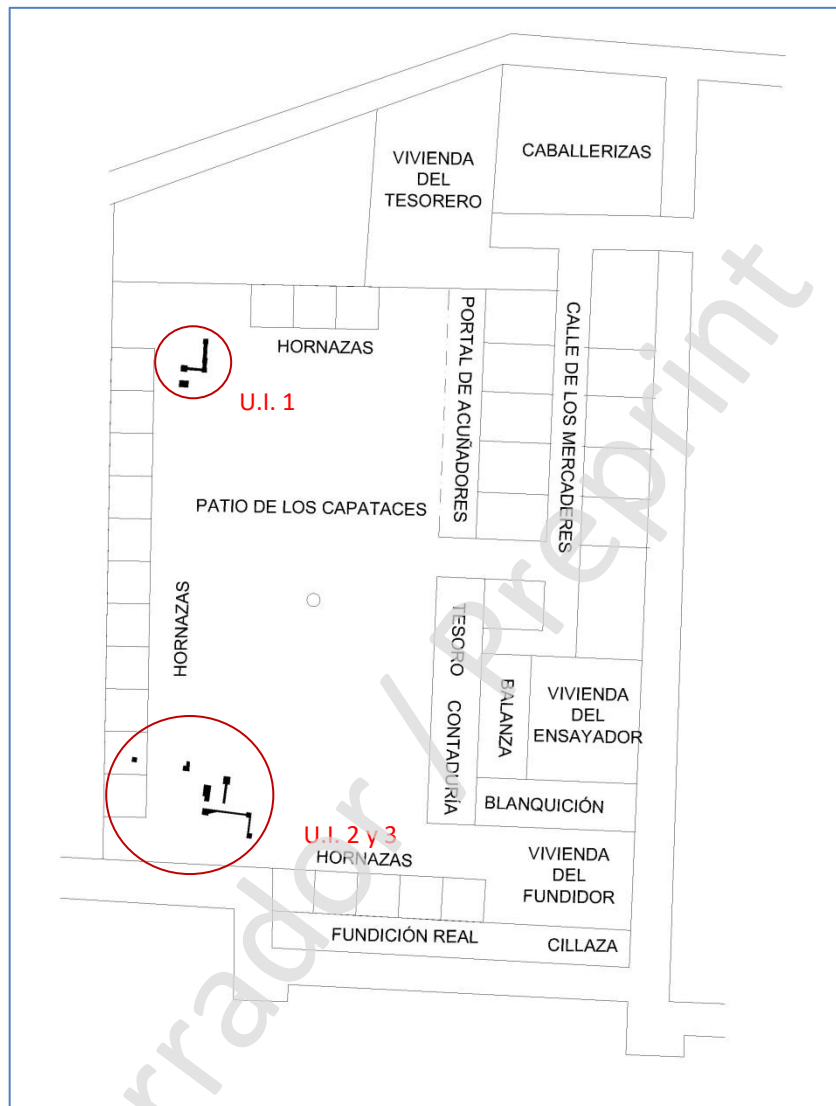 CABALLERIZAS
VIVIENDA
DEL
TESORERO
HORNAZAS
U.I. 1
PORTAL DE ACUÑADORES
CALLE DE LOS MERCADERES
PATIO DE LOS CAPATACES
HORNAZAS
TESORO CONTADURÍA
BALANZA
VIVIENDA
DEL
ENSAYADOR
BLANQUICIÓN
U.I. 2 y 3
HORNAZAS
VIVIENDA
DEL
FUNDIDOR
FUNDICIÓN REAL
CILLAZA
rrador / Preprint